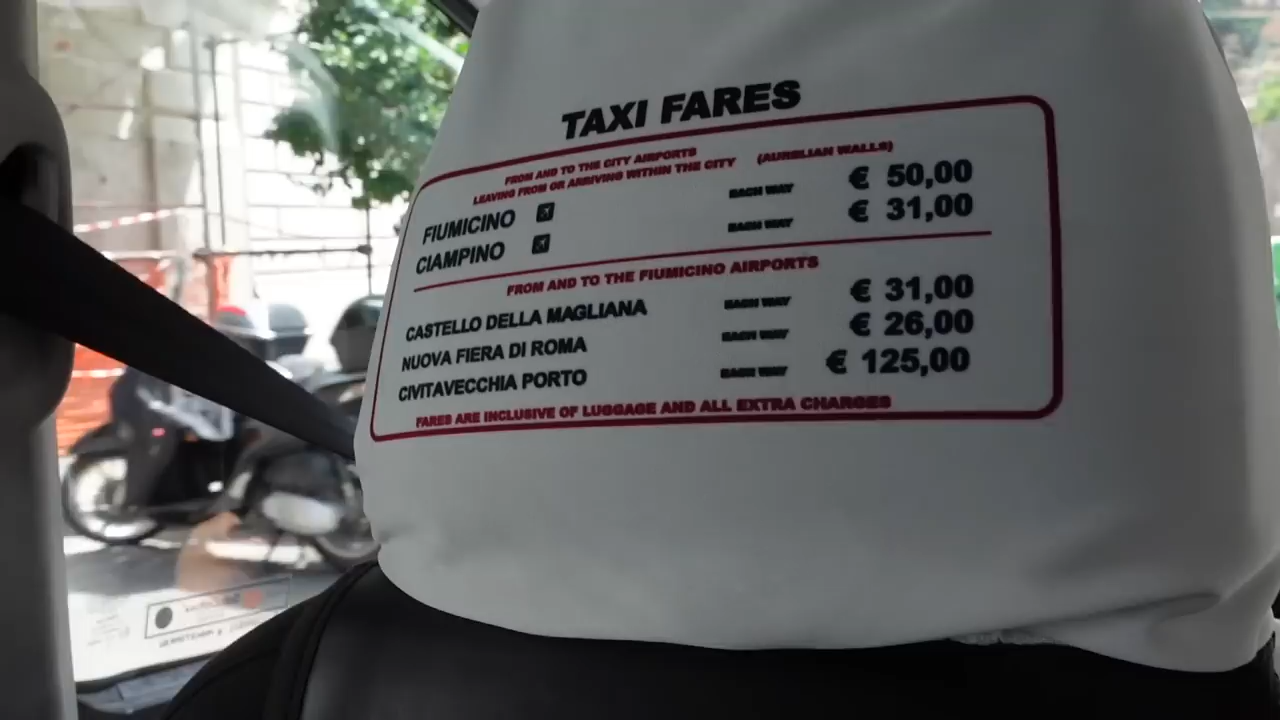 TAXI FARES
FROM AND TO THE CITY AIRPORTS
LEAVING FROM OR ARRIVING WITHIN THE CITY (AURELIAN WALLS)
FIUMICINO EACH WAY € 50,00
CIAMPINO EACH WAY € 31,00
FROM AND TO THE FIUMICINO AIRPORTS
CASTELLO DELLA MAGLIANA EACH WAY € 31,00
NUOVA FIERA DI ROMA EACH WAY € 26,00
CIVITAVECCHIA PORTO EACH WAY € 125,00
FARES ARE INCLUSIVE OF LUGGAGE AND ALL EXTRA CHARGES